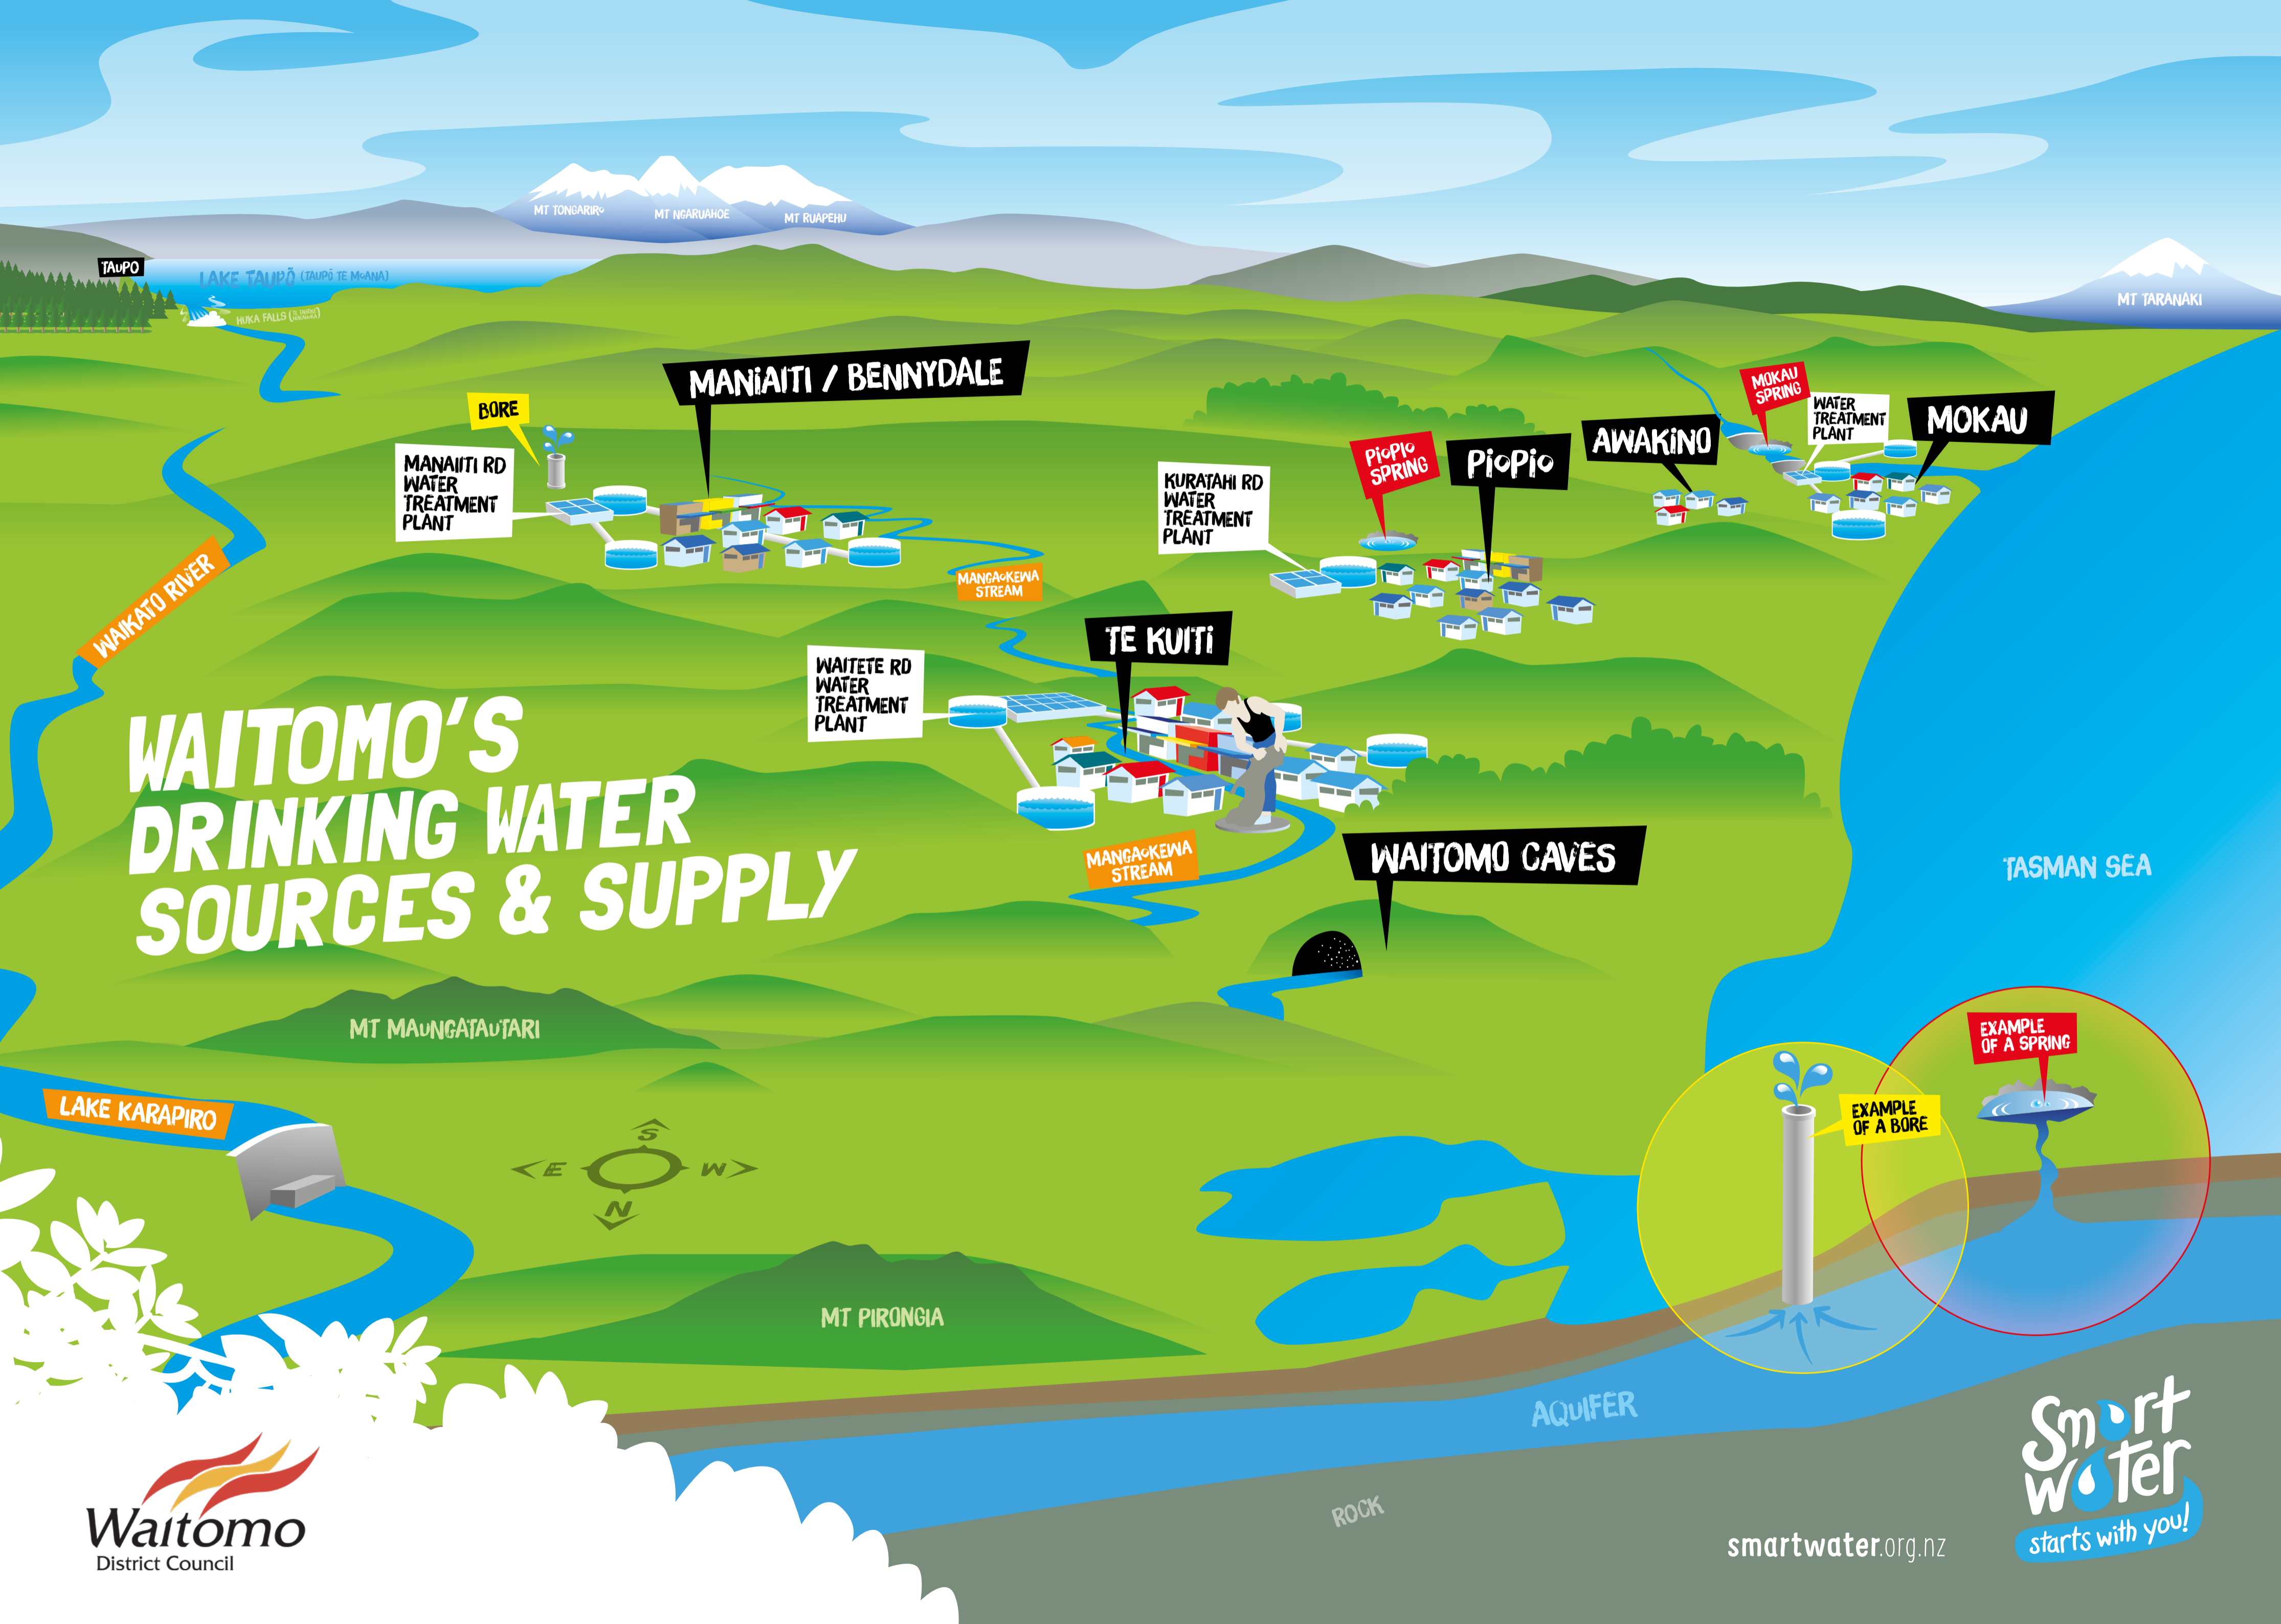 MT TONGARIRO
MT NGARUAHOE
MT RUAPEHU
TAUPO
LAKE TAUPŌ (TAUPŌ TE MOANA)
HUKA FALLS
MT TARANAKI
MANIAITI / BENNYDALE
BORE
MANAIITI RD
WATER
TREATMENT
PLANT
MOKAU
SPRING
WATER
TREATMENT
PLANT
MOKAU
AWAKINO
PIOPIO
SPRING
PIOPIO
KURATAHI RD
WATER
TREATMENT
PLANT
WAIKATO RIVER
MANGAOKEWA
STREAM
TE KUITI
WAITETE RD
WATER
TREATMENT
PLANT
WAITOMO'S
DRINKING WATER
SOURCES & SUPPLY
MANGAOKEWA
STREAM
WAITOMO CAVES
TASMAN SEA
MT MAUNGATAUTARI
LAKE KARAPIRO
S
E
W
N
EXAMPLE
OF A SPRING
EXAMPLE
OF A BORE
MT PIRONGIA
AQUIFER
ROCK
Waitomo
District Council
smartwater.org.nz
Smart
water
starts with you!